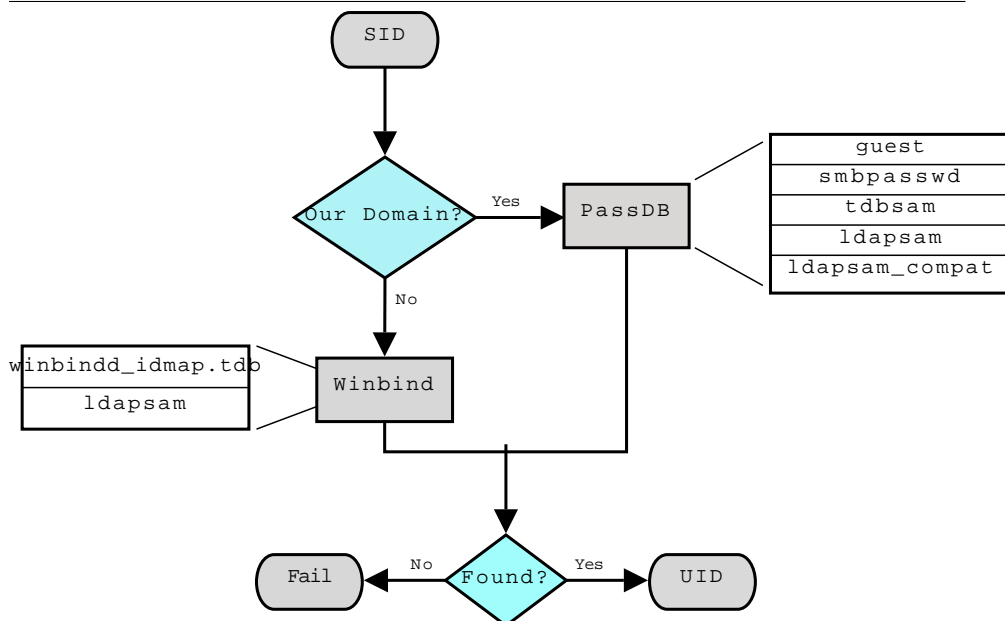 SID
guest
smbpasswd
tdbsam
ldapsam
ldapsam_compat
Our Domain?
Yes
PassDB
No
winbindd_idmap.tdb
ldapsam
Winbind
Fail
No
Found?
Yes
UID